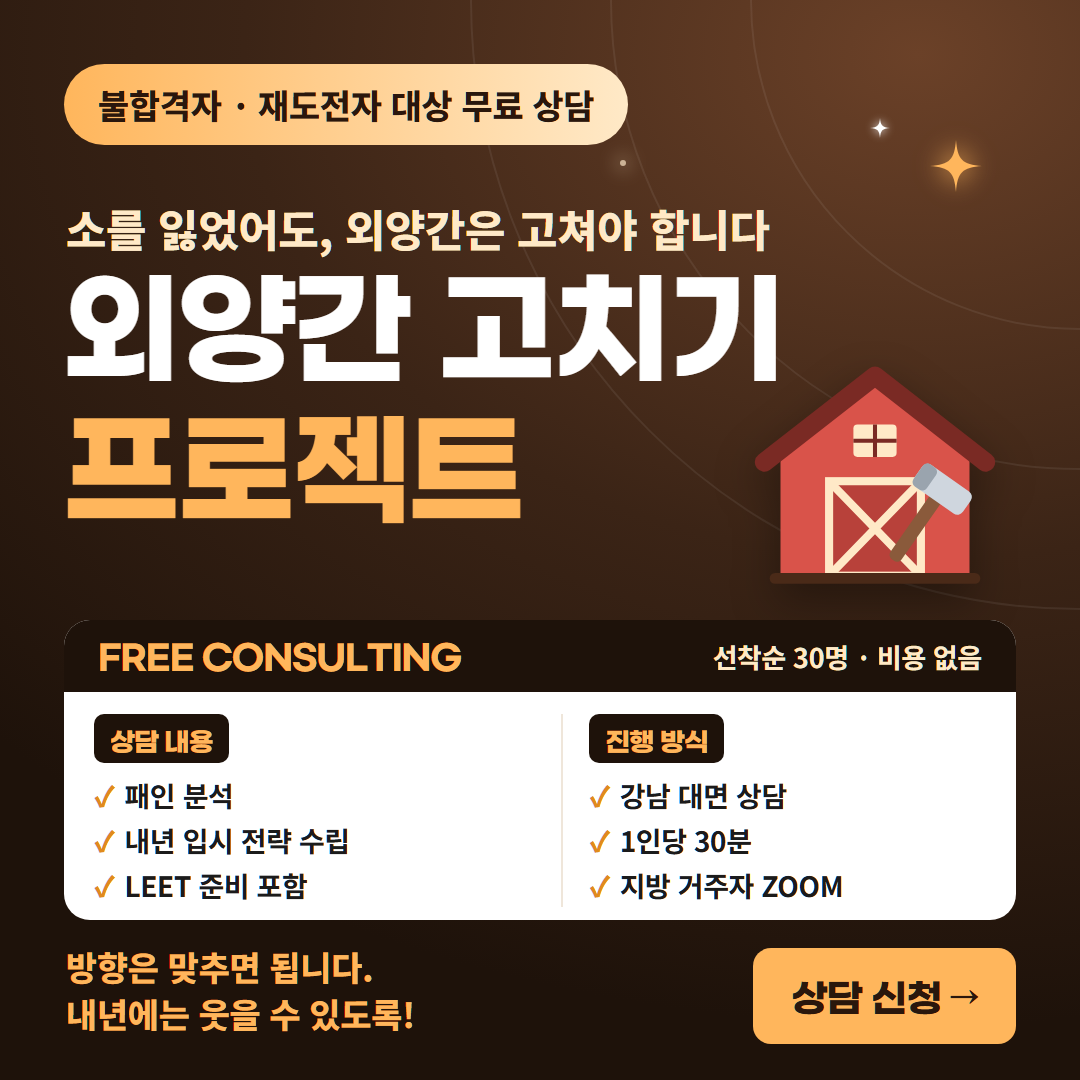 불합격자 · 재도전자 대상 무료 상담
소를 잃었어도, 외양간은 고쳐야 합니다
외양간 고치기
프로젝트
FREE CONSULTING
선착순 30명 · 비용 없음
상담 내용
✓ 패인 분석
✓ 내년 입시 전략 수립
✓ LEET 준비 포함
진행 방식
✓ 강남 대면 상담
✓ 1인당 30분
✓ 지방 거주자 ZOOM
방향은 맞추면 됩니다.
내년에는 웃을 수 있도록!
상담 신청 →